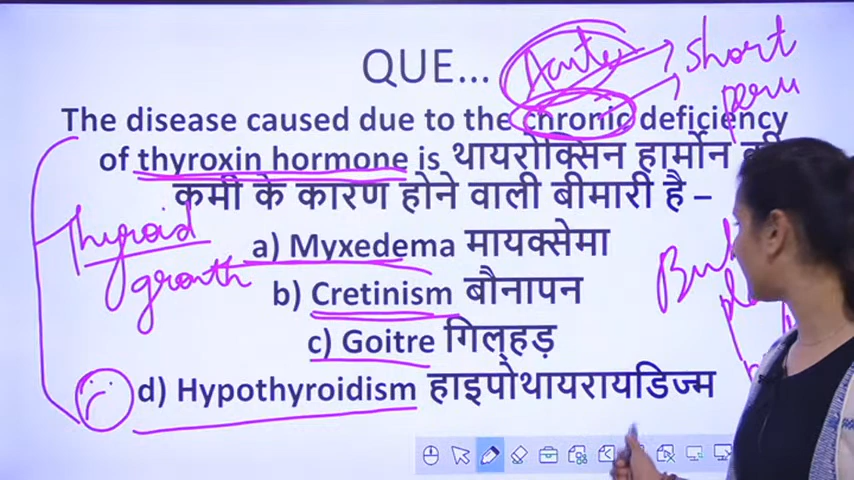 QUE...
short
The disease caused due to the chronic deficiency
of thyroxin hormone is थायरोक्सिन हार्मोन की
कमी के कारण होने वाली बीमारी है –
Thyroid
growth
a) Myxedema मायक्सेमा
b) Cretinism बौनापन
c) Goitre गिल्हड़
d) Hypothyroidism हाइपोथायरायडिज्म